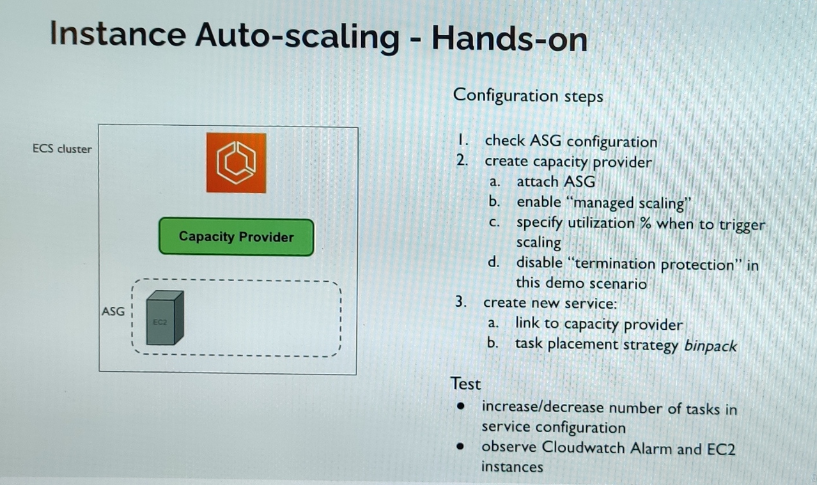 Instance Auto-scaling - Hands-on
ECS cluster
Capacity Provider
ASG
EC2
Configuration steps
1. check ASG configuration
2. create capacity provider
a. attach ASG
b. enable “managed scaling”
c. specify utilization % when to trigger
scaling
d. disable “termination protection” in
this demo scenario
3. create new service:
a. link to capacity provider
b. task placement strategy binpack
Test
● increase/decrease number of tasks in
service configuration
● observe Cloudwatch Alarm and EC2
instances